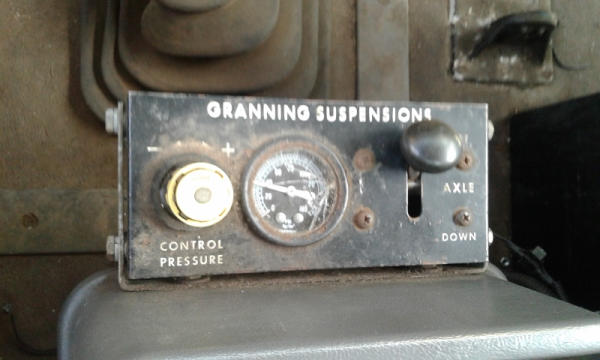 GRANNING SUSPENSIONS
- +
AXLE
CONTROL
PRESSURE
DOWN